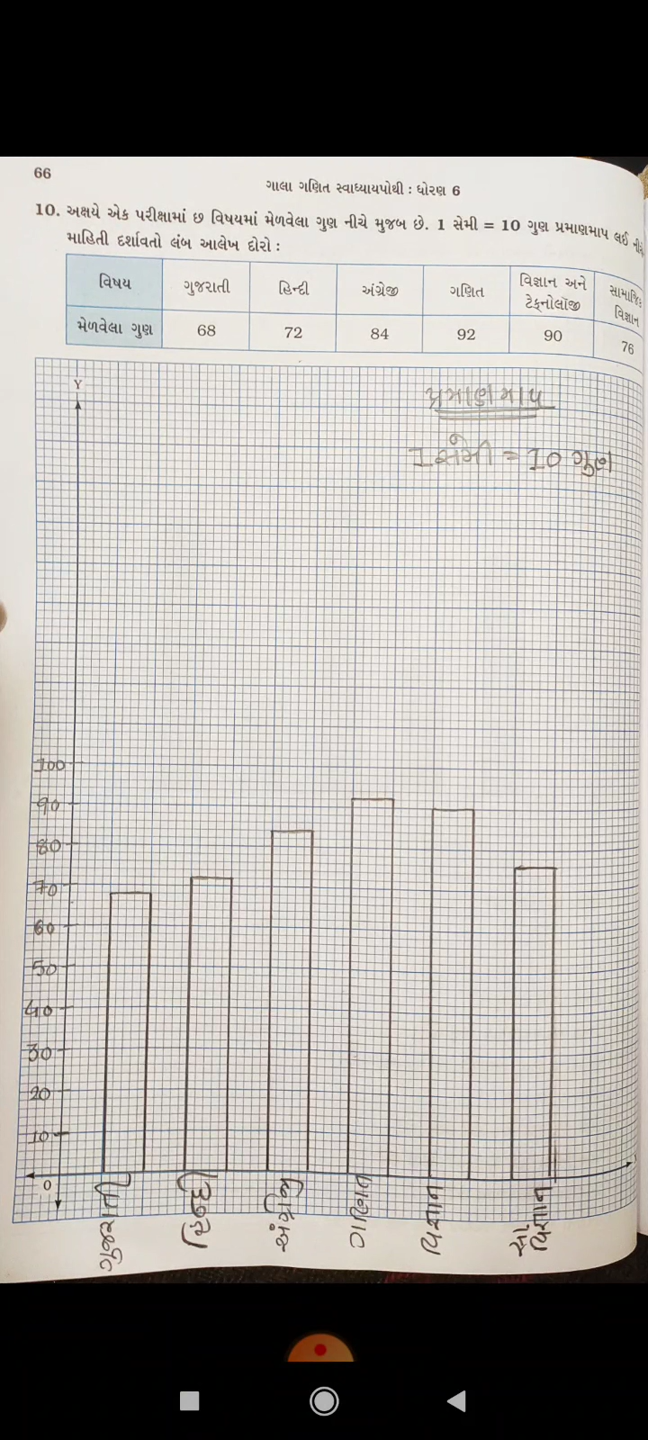 66
ગાલા ગણિત સ્વાધ્યાયપોથી : ધોરણ 6
10. અક્ષયે એક પરીક્ષામાં છ વિષયમાં મેળવેલા ગુણ નીચે મુજબ છે. 1 સેમી = 10 ગુણ પ્રમાણમાપ લઈ નીચે
માહિતી દર્શાવતો લંબ આલેખ દોરો :
વિષય ગુજરાતી હિન્દી અંગ્રેજી ગણિત વિજ્ઞાન અને ટેક્નોલૉજી સામાજિક વિજ્ઞાન
મેળવેલા ગુણ 68 72 84 92 90 76
Y
પ્રમાણમાપ
1 સેમી = 10 ગુણ
100
90
80
70
60
50
40
30
20
10
0
ગુજરાતી
હિન્દી
અંગ્રેજી
ગણિત
વિજ્ઞાન
સા. વિજ્ઞાન